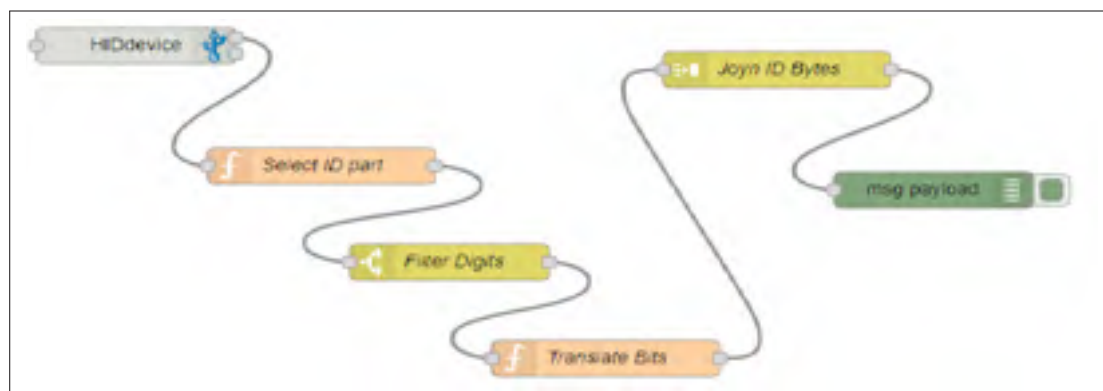 HIDdevice
Select ID part
Filter Digits
Translate Bits
Joyn ID Bytes
msg payload